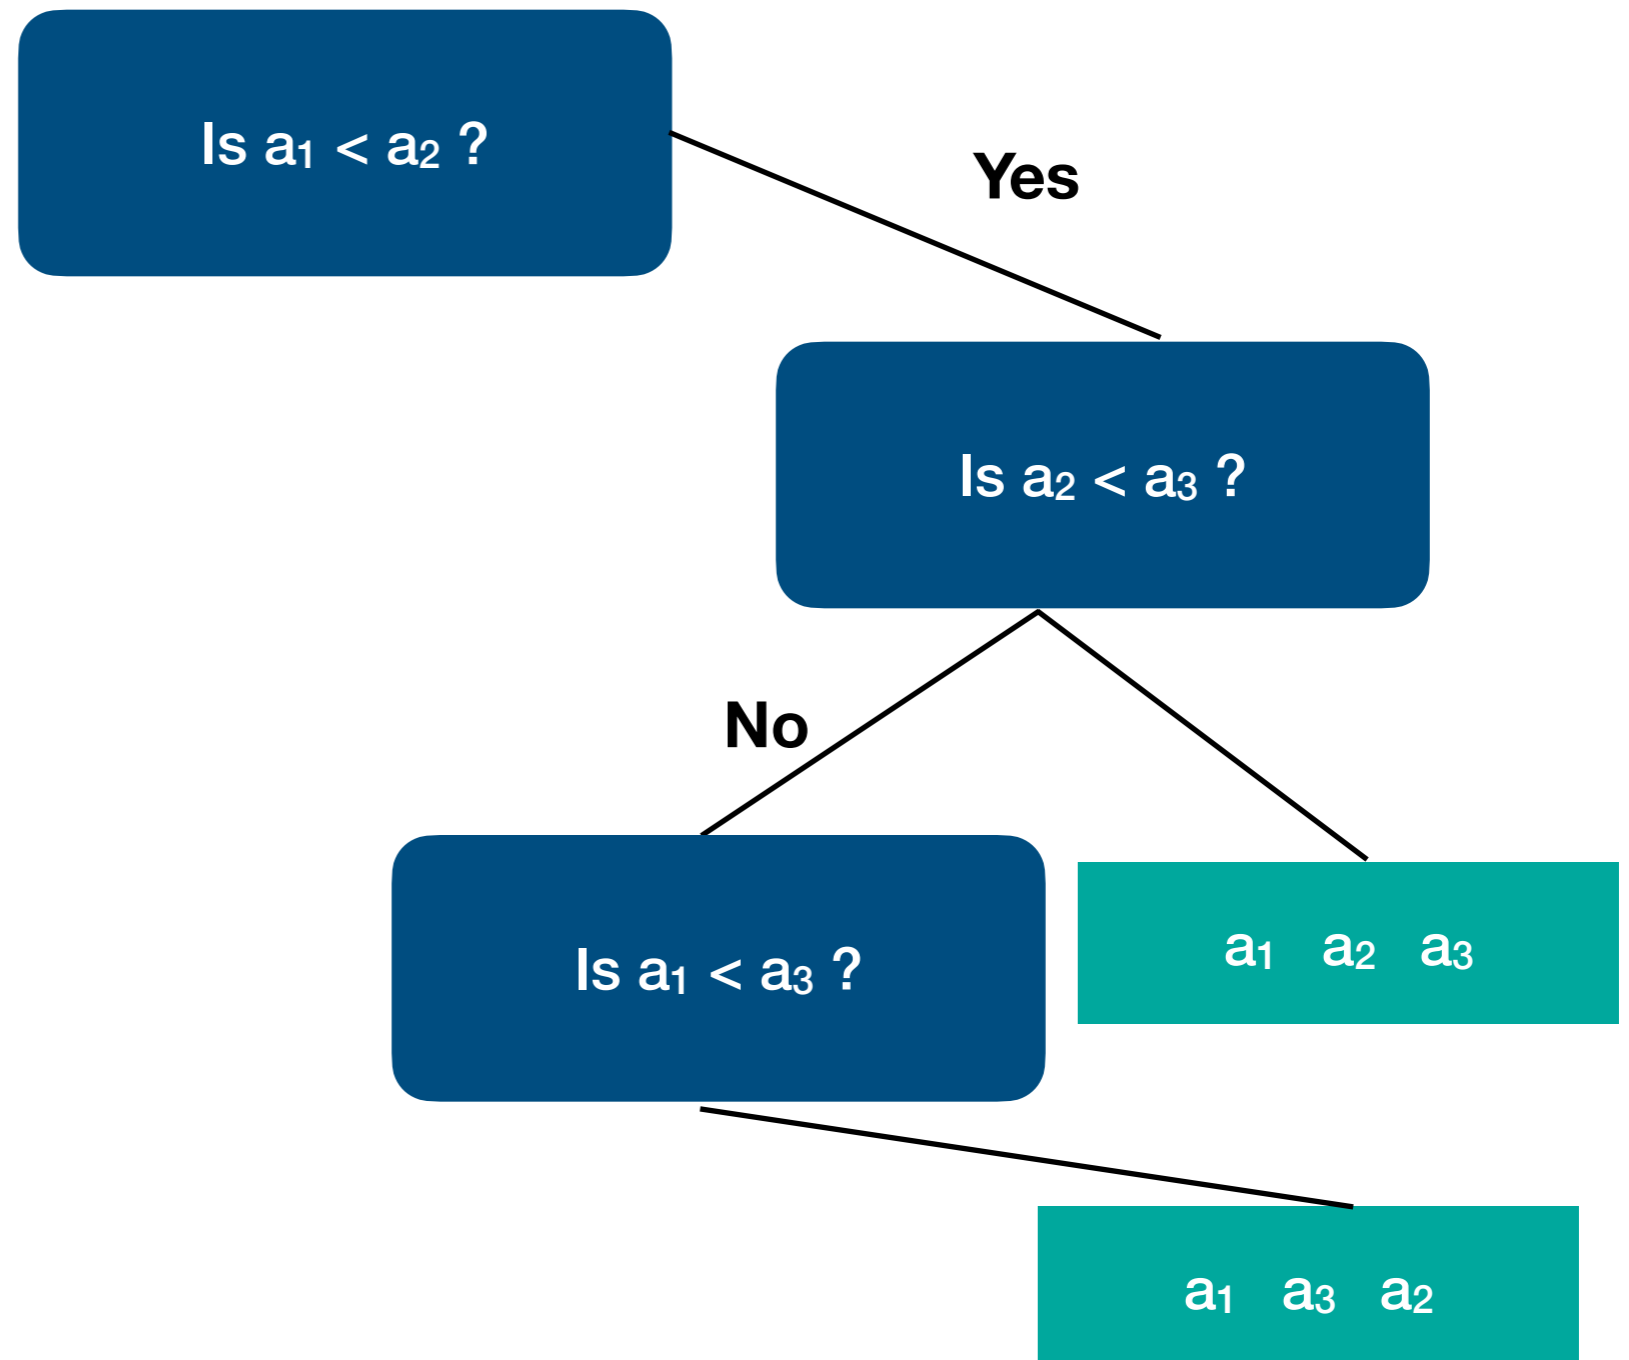 Is a₁ < a₂ ?
Yes
Is a₂ < a₃ ?
No
Is a₁ < a₃ ?
a₁ a₂ a₃
a₁ a₃ a₂